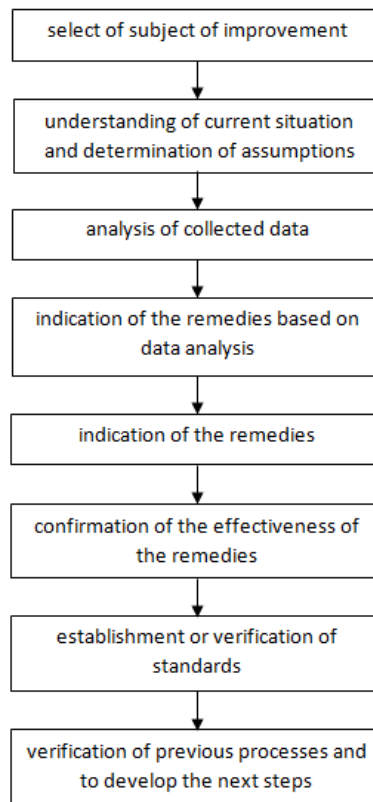 select of subject of improvement
understanding of current situation
and determination of assumptions
analysis of collected data
indication of the remedies based on
data analysis
indication of the remedies
confirmation of the effectiveness of
the remedies
establishment or verification of
standards
verification of previous processes and
to develop the next steps